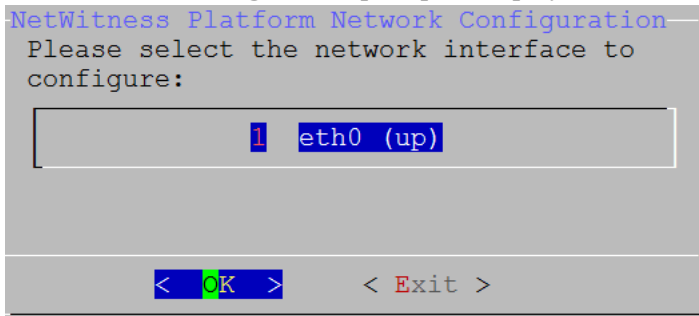 NetWitness Platform Network Configuration
Please select the network interface to
configure:
1 eth0 (up)
< OK > < Exit >